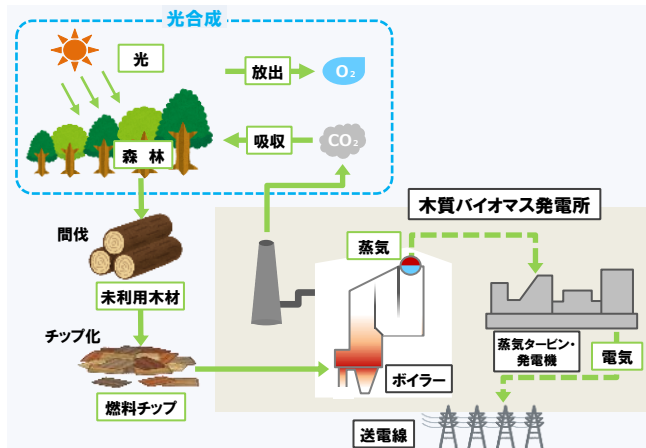 光合成
光
放出
O₂
吸収
CO₂
森 林
木質バイオマス発電所
間伐
蒸気
未利用木材
チップ化
蒸気タービン・
発電機
電気
ボイラー
燃料チップ
送電線